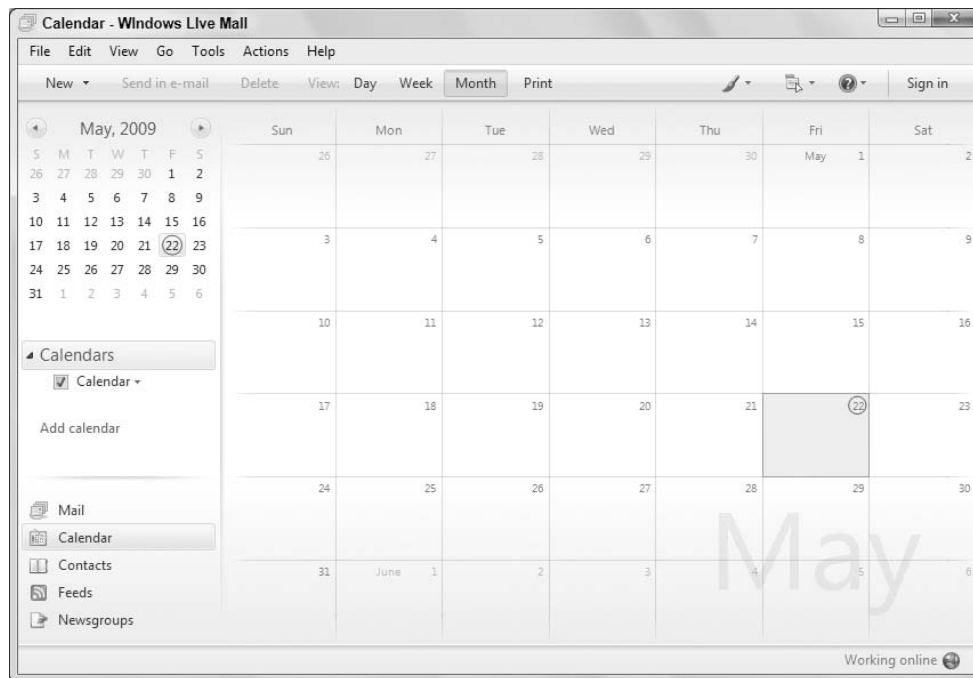 Calendar - Windows Live Mail
File Edit View Go Tools Actions Help
New Send in e-mail Delete View: Day Week Month Print Sign in
May, 2009
S M T W T F S
26 27 28 29 30 1 2
3 4 5 6 7 8 9
10 11 12 13 14 15 16
17 18 19 20 21 22 23
24 25 26 27 28 29 30
31 1 2 3 4 5 6
Calendars
Calendar
Add calendar
Mail
Calendar
Contacts
Feeds
Newsgroups
Sun Mon Tue Wed Thu Fri Sat
26 27 28 29 30 May 1 2
3 4 5 6 7 8 9
10 11 12 13 14 15 16
17 18 19 20 21 22 23
24 25 26 27 28 29 30
31 June 1 2 3 4 5 6
May
Working online